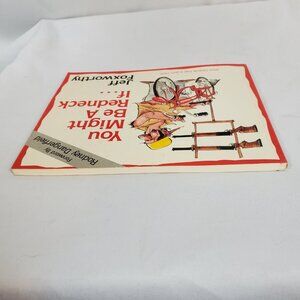 Foreword By
Rodney Dangerfield
You
Might
Be A
Redneck
If . . .
Jeff
Foxworthy